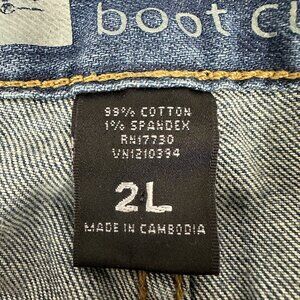 boot c
99% COTTON
1% SPANDEX
RN17730
VN1210394
2L
MADE IN CAMBODIA